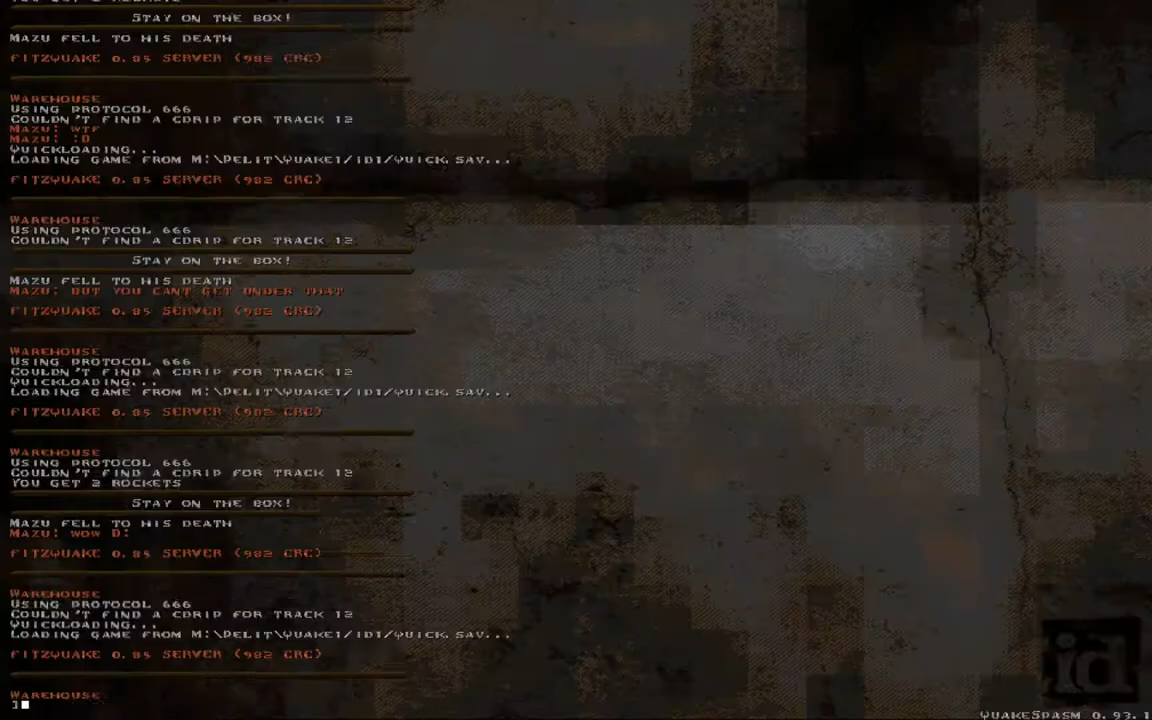 STAY ON THE BOX!
MAZU FELL TO HIS DEATH
FITZQUAKE 0.85 SERVER (982 CRC)
WAREHOUSE
USING PROTOCOL 666
COULDN'T FIND A CDRIP FOR TRACK 12
MAZU: WTF
MAZU: :D
QUICKLOADING...
LOADING GAME FROM M:\PELIT\QUAKE1/ID1/QUICK.SAV...
FITZQUAKE 0.85 SERVER (982 CRC)
WAREHOUSE
USING PROTOCOL 666
COULDN'T FIND A CDRIP FOR TRACK 12
STAY ON THE BOX!
MAZU FELL TO HIS DEATH
MAZU: BUT YOU CANT GET UNDER THAT
FITZQUAKE 0.85 SERVER (982 CRC)
WAREHOUSE
USING PROTOCOL 666
COULDN'T FIND A CDRIP FOR TRACK 12
QUICKLOADING...
LOADING GAME FROM M:\PELIT\QUAKE1/ID1/QUICK.SAV...
FITZQUAKE 0.85 SERVER (982 CRC)
WAREHOUSE
USING PROTOCOL 666
COULDN'T FIND A CDRIP FOR TRACK 12
YOU GET 2 ROCKETS
STAY ON THE BOX!
MAZU FELL TO HIS DEATH
MAZU: WOW D:
FITZQUAKE 0.85 SERVER (982 CRC)
WAREHOUSE
USING PROTOCOL 666
COULDN'T FIND A CDRIP FOR TRACK 12
QUICKLOADING...
LOADING GAME FROM M:\PELIT\QUAKE1/ID1/QUICK.SAV...
FITZQUAKE 0.85 SERVER (982 CRC)
WAREHOUSE
]
id
QUAKESPASM 0.93.1